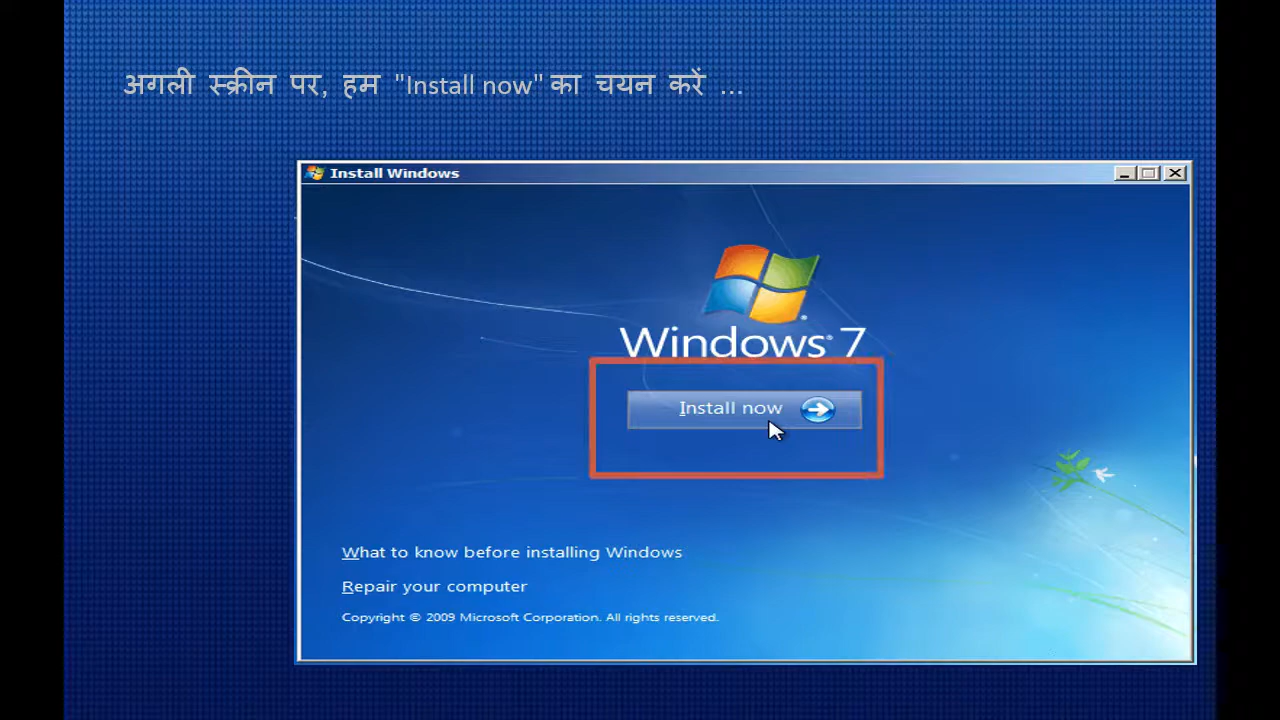 अगली स्क्रीन पर, हम "Install now" का चयन करें ...
Install Windows
Windows® 7
Install now
What to know before installing Windows
Repair your computer
Copyright © 2009 Microsoft Corporation. All rights reserved.